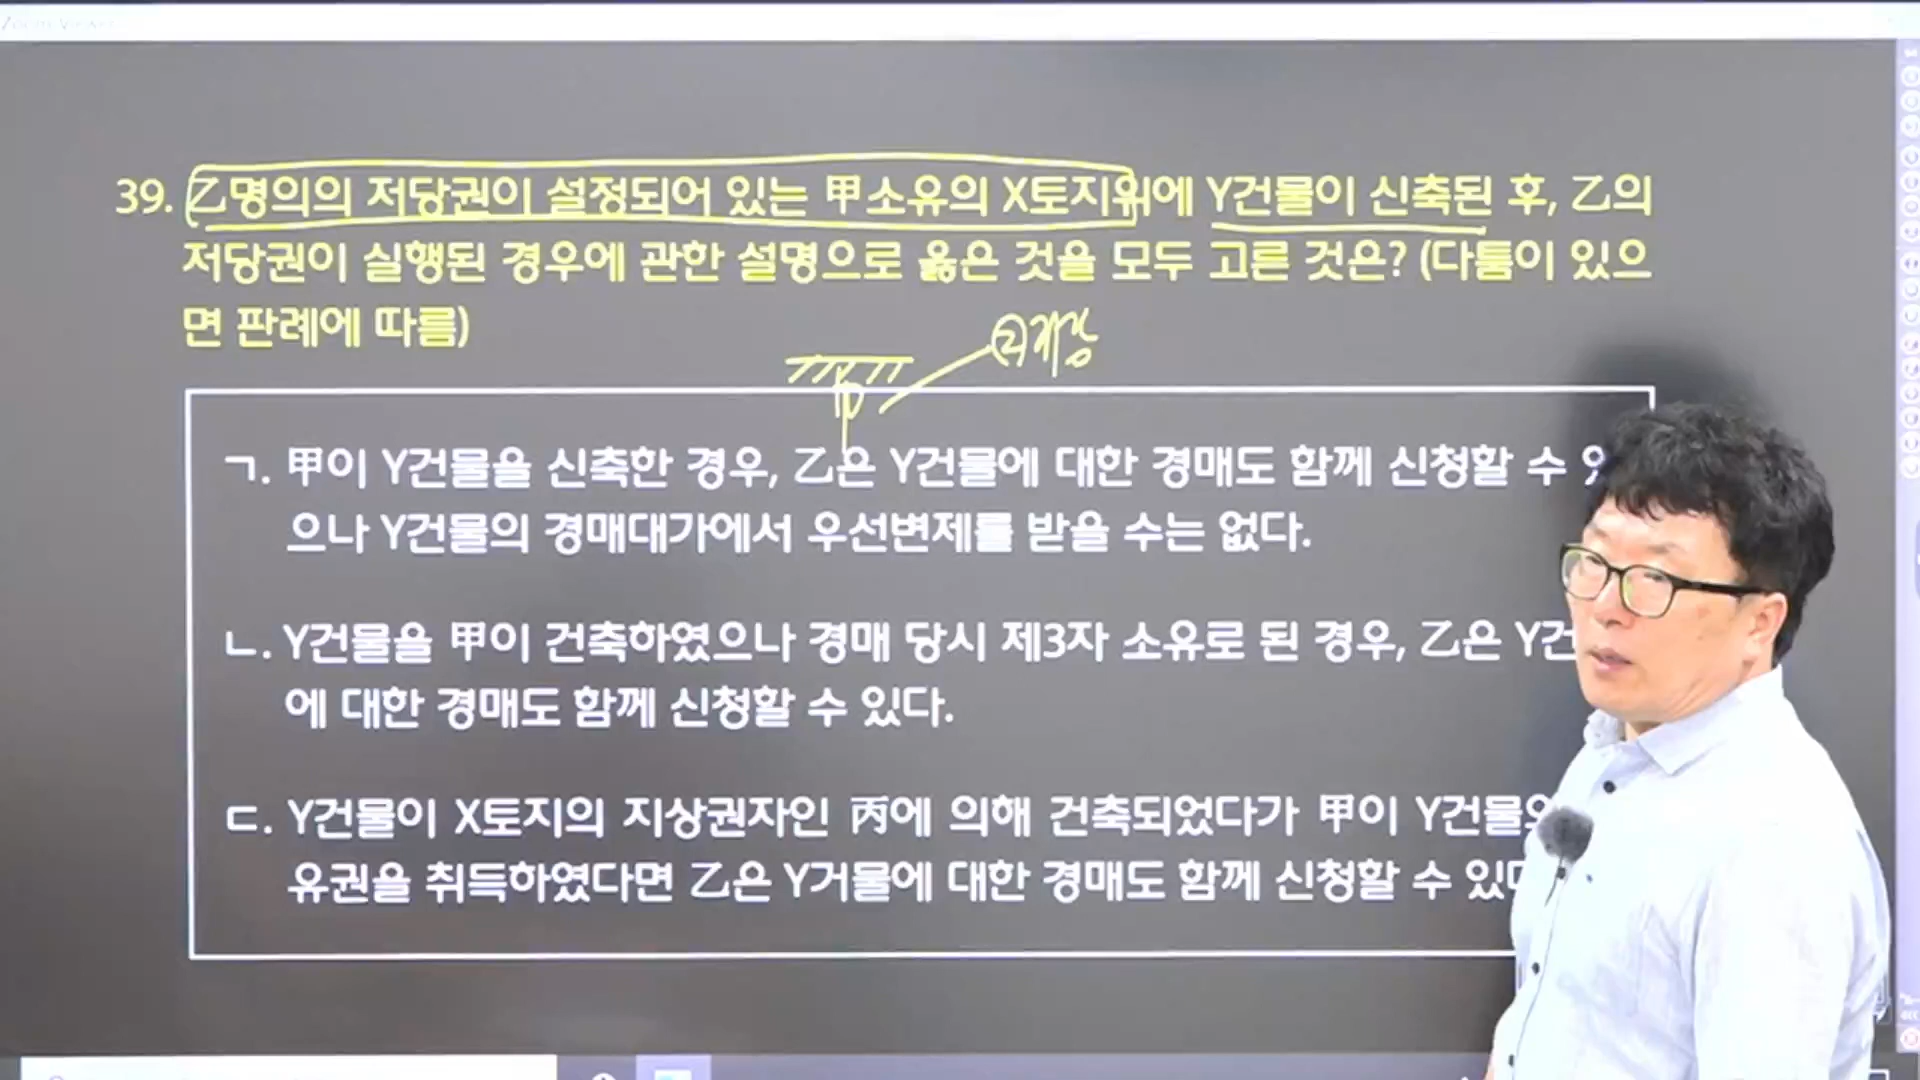 39. 乙명의의 저당권이 설정되어 있는 甲소유의 X토지위에 Y건물이 신축된 후, 乙의
저당권이 실행된 경우에 관한 설명으로 옳은 것을 모두 고른 것은? (다툼이 있으
면 판례에 따름)
ㄱ. 甲이 Y건물을 신축한 경우, 乙은 Y건물에 대한 경매도 함께 신청할 수
으나 Y건물의 경매대가에서 우선변제를 받을 수는 없다.
ㄴ. Y건물을 甲이 건축하였으나 경매 당시 제3자 소유로 된 경우, 乙은 Y건
에 대한 경매도 함께 신청할 수 있다.
ㄷ. Y건물이 X토지의 지상권자인 丙에 의해 건축되었다가 甲이 Y건물
유권을 취득하였다면 乙은 Y거물에 대한 경매도 함께 신청할 수